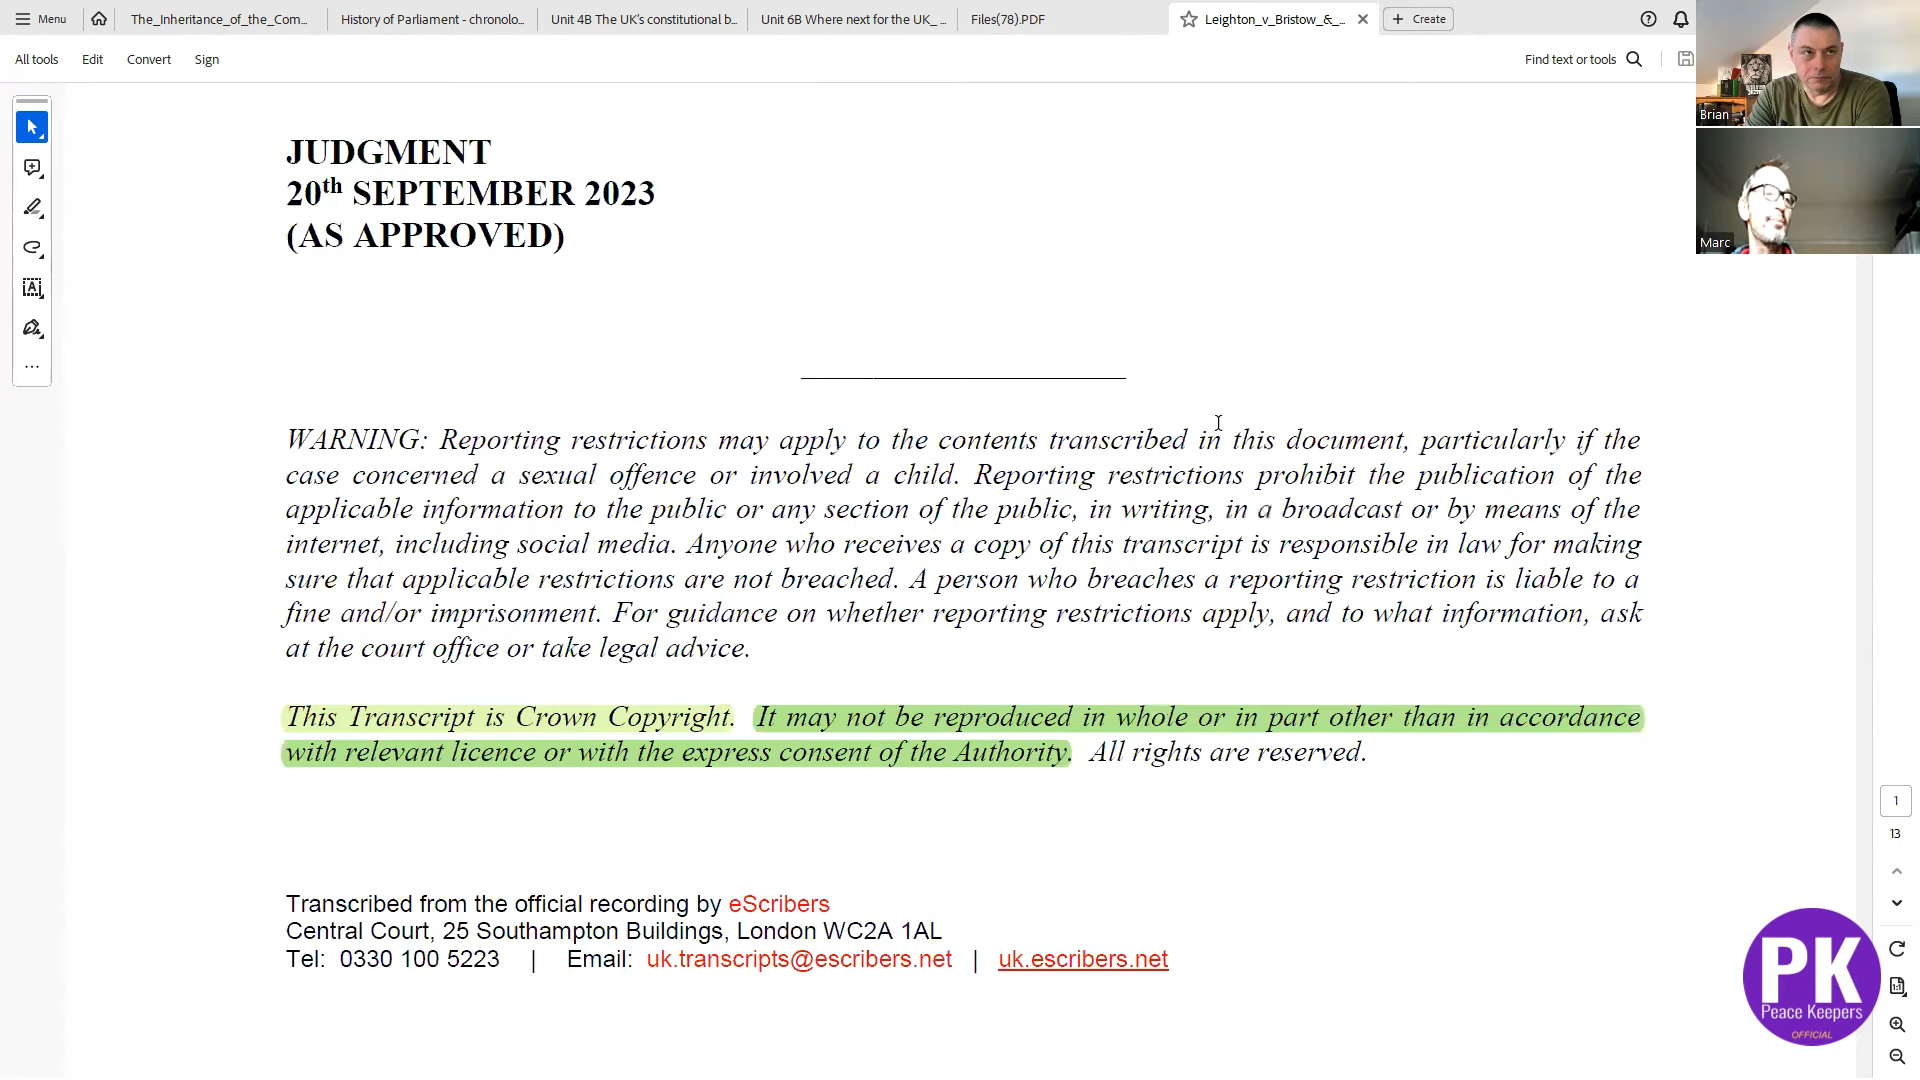 Menu
The_Inheritance_of_the_Com...
History of Parliament - chronolo...
Unit 4B The UK's constitutional b...
Unit 6B Where next for the UK_ ...
Files(78).PDF
Leighton_v_Bristow_&_...
Create
All tools
Edit
Convert
Sign
Find text or tools
Brian
Marc
JUDGMENT
20th SEPTEMBER 2023
(AS APPROVED)
WARNING: Reporting restrictions may apply to the contents transcribed in this document, particularly if the
case concerned a sexual offence or involved a child. Reporting restrictions prohibit the publication of the
applicable information to the public or any section of the public, in writing, in a broadcast or by means of the
internet, including social media. Anyone who receives a copy of this transcript is responsible in law for making
sure that applicable restrictions are not breached. A person who breaches a reporting restriction is liable to a
fine and/or imprisonment. For guidance on whether reporting restrictions apply, and to what information, ask
at the court office or take legal advice.
This Transcript is Crown Copyright. It may not be reproduced in whole or in part other than in accordance
with relevant licence or with the express consent of the Authority. All rights are reserved.
Transcribed from the official recording by eScribers
Central Court, 25 Southampton Buildings, London WC2A 1AL
Tel: 0330 100 5223 | Email: uk.transcripts@escribers.net | uk.escribers.net
1
13
PK
Peace Keepers
OFFICIAL